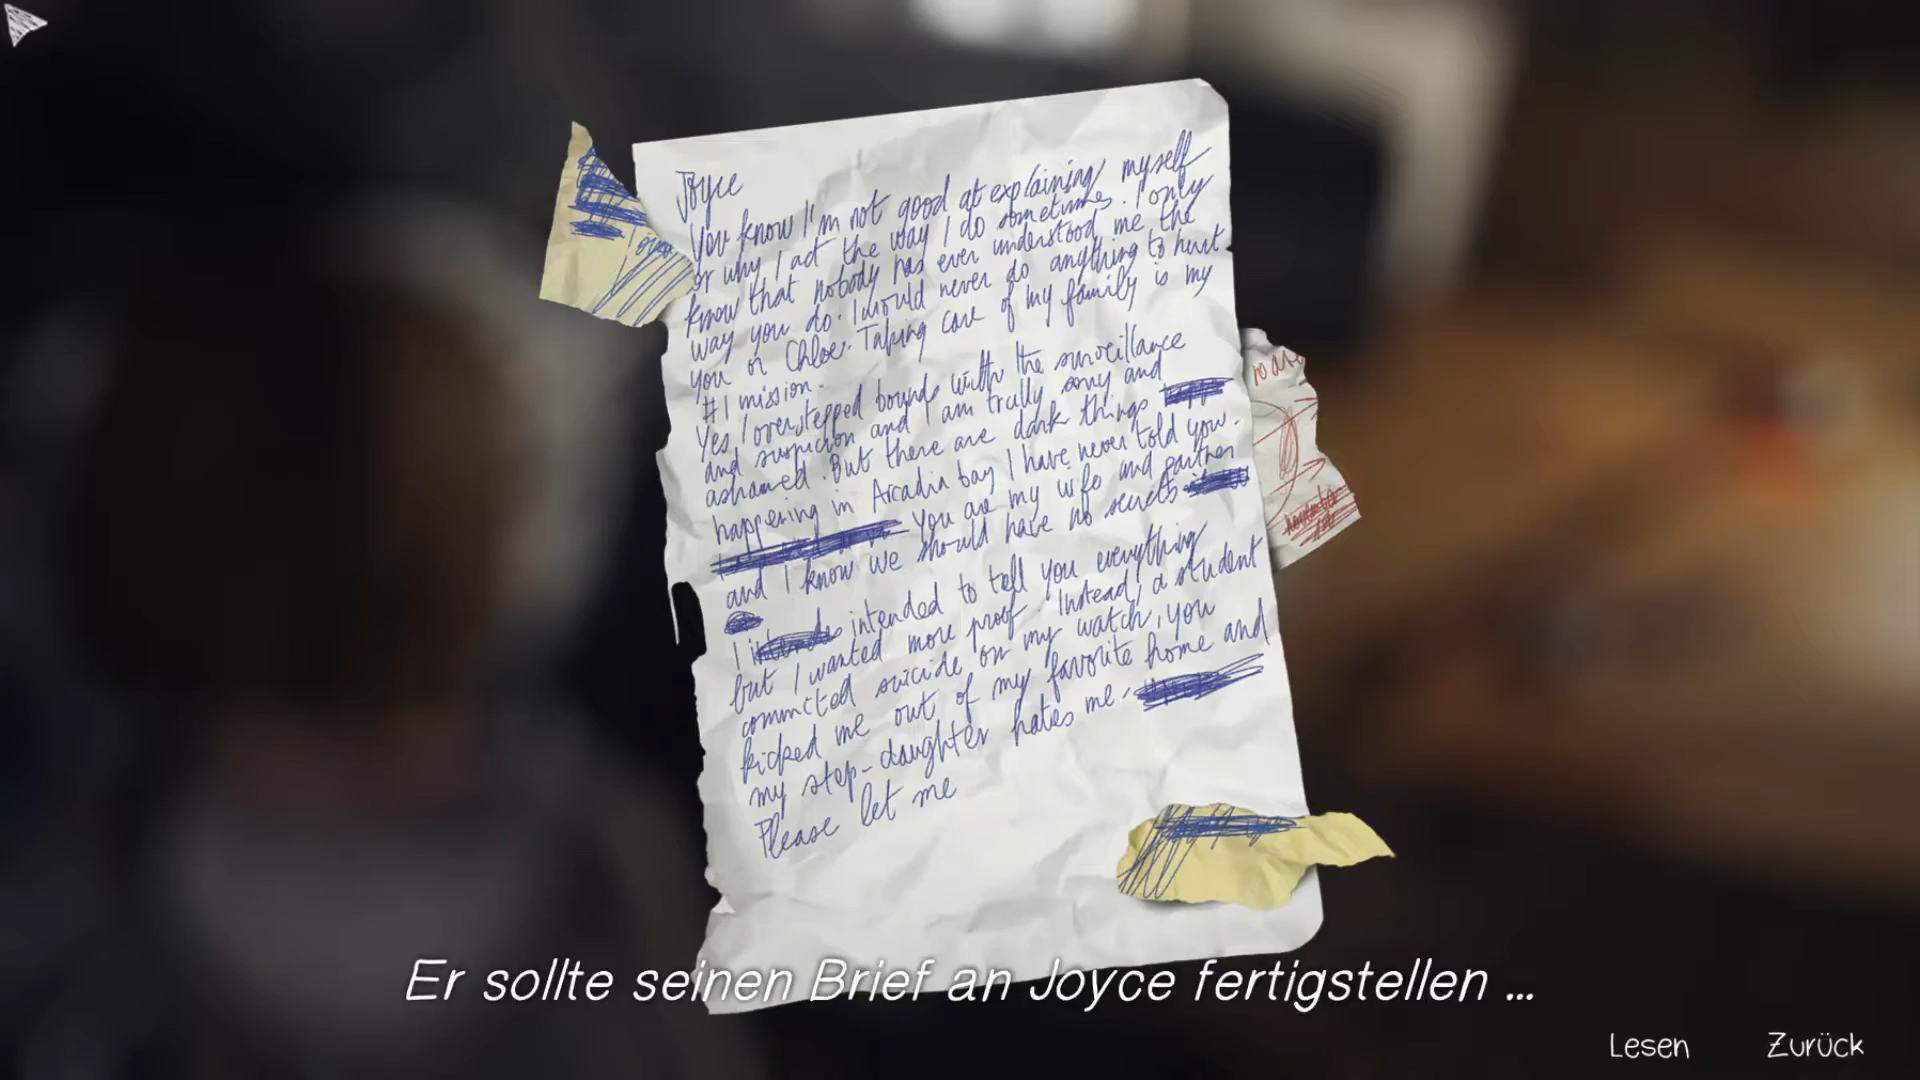 Joyce
You know I'm not good at explaining myself
or why I act the way I do sometimes. I only
know that nobody has ever understood me the
way you do. I would never do anything to hurt
you or Chloe. Taking care of my family is my
#1 mission.
Yes I overstepped bounds with the surveillance
and suspicion and I am trully sorry and
ashamed. But there are dark things
happening in Arcadia bay I have never told you.
You are my wife and partner
and I know we should have no secrets
I intended to tell you everything
but I wanted more proof. Instead, a student
committed suicide on my watch, you
kicked me out of my favorite home and
my step-daughter hates me.
Please let me
Er sollte seinen Brief an Joyce fertigstellen ...
Lesen
Zurück